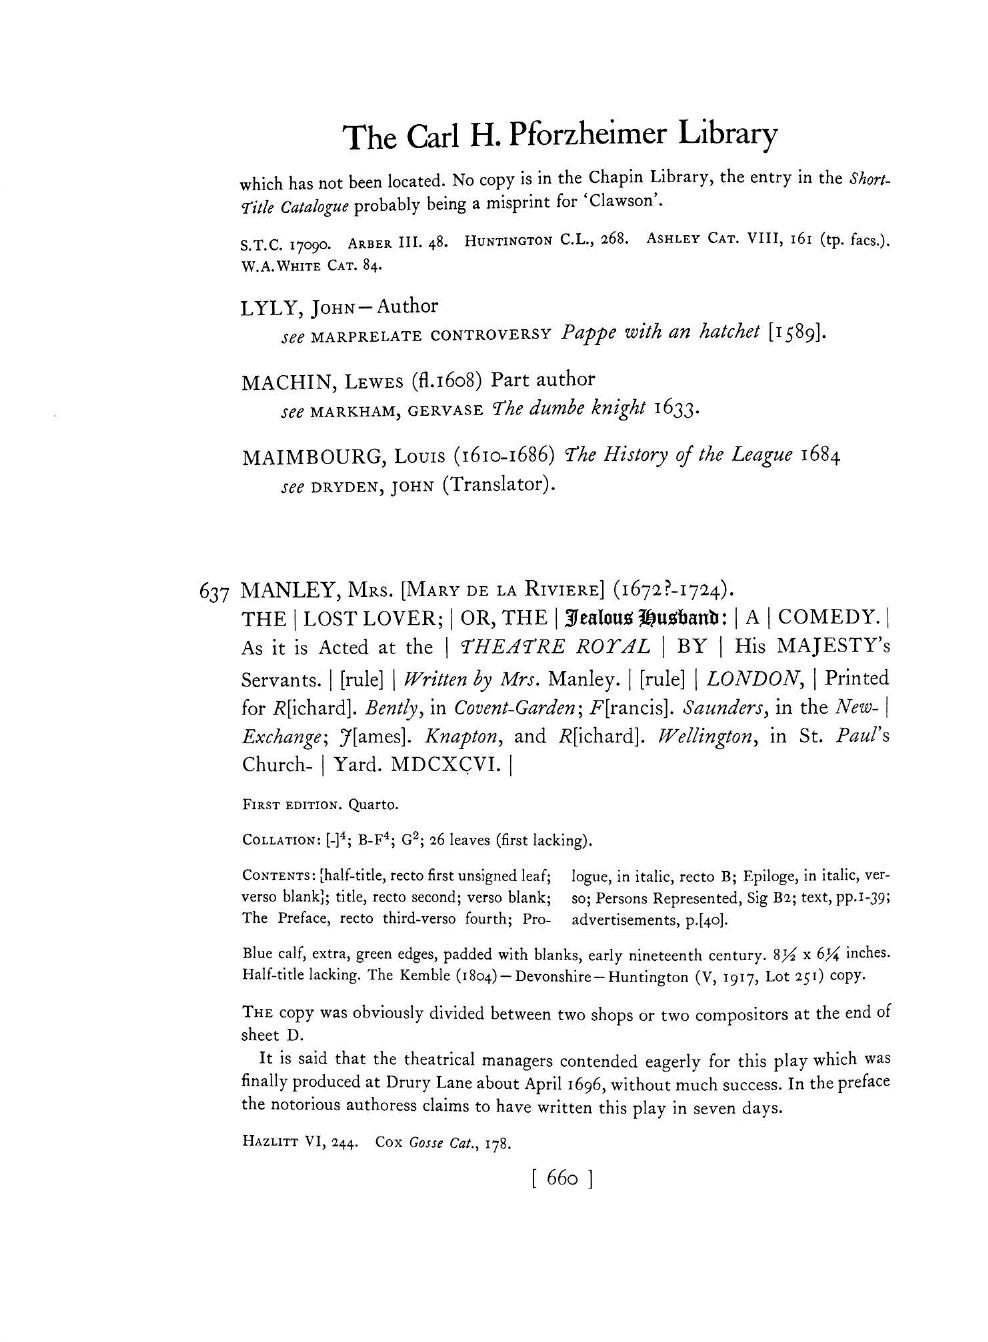 The Carl H. Pforzheimer Library
which has not been located. No copy is in the Chapin Library, the entry in the Short-
Title Catalogue probably being a misprint for ‘Clawson’.
S.T.C. 17090. Arber III. 48. Huntington C.L., 268. Ashley Cat. VIII, 161 (tp. facs.).
W.A.White Cat. 84.
LYLY, John—Author
see MARPRELATE CONTROVERSY Pappe with an hatchet [1589].
MACHIN, Lewes (fl.1608) Part author
see MARKHAM, GERVASE The dumbe knight 1633.
MAIMBOURG, Louis (1610-1686) The History of the League 1684
see DRYDEN, JOHN (Translator).
637 MANLEY, Mrs. [Mary de la Riviere] (1672?-1724).
THE | LOST LOVER; | OR, THE | Jealous Husband: | A | COMEDY. |
As it is Acted at the | THEATRE ROYAL | BY | His MAJESTY's
Servants. | [rule] | Written by Mrs. Manley. | [rule] | LONDON, | Printed
for R[ichard]. Bently, in Covent-Garden; F[rancis]. Saunders, in the New- |
Exchange; J[ames]. Knapton, and R[ichard]. Wellington, in St. Paul's
Church- | Yard. MDCXCVI. |
First edition. Quarto.
Collation: [-]⁴; B-F⁴; G²; 26 leaves (first lacking).
Contents: [half-title, recto first unsigned leaf;
verso blank]; title, recto second; verso blank;
The Preface, recto third-verso fourth; Pro-
logue, in italic, recto B; Epiloge, in italic, ver-
so; Persons Represented, Sig B2; text, pp.1-39;
advertisements, p.[40].
Blue calf, extra, green edges, padded with blanks, early nineteenth century. 8½ x 6¼ inches.
Half-title lacking. The Kemble (1804)—Devonshire—Huntington (V, 1917, Lot 251) copy.
The copy was obviously divided between two shops or two compositors at the end of
sheet D.
It is said that the theatrical managers contended eagerly for this play which was
finally produced at Drury Lane about April 1696, without much success. In the preface
the notorious authoress claims to have written this play in seven days.
Hazlitt VI, 244. Cox Gosse Cat., 178.
[ 660 ]